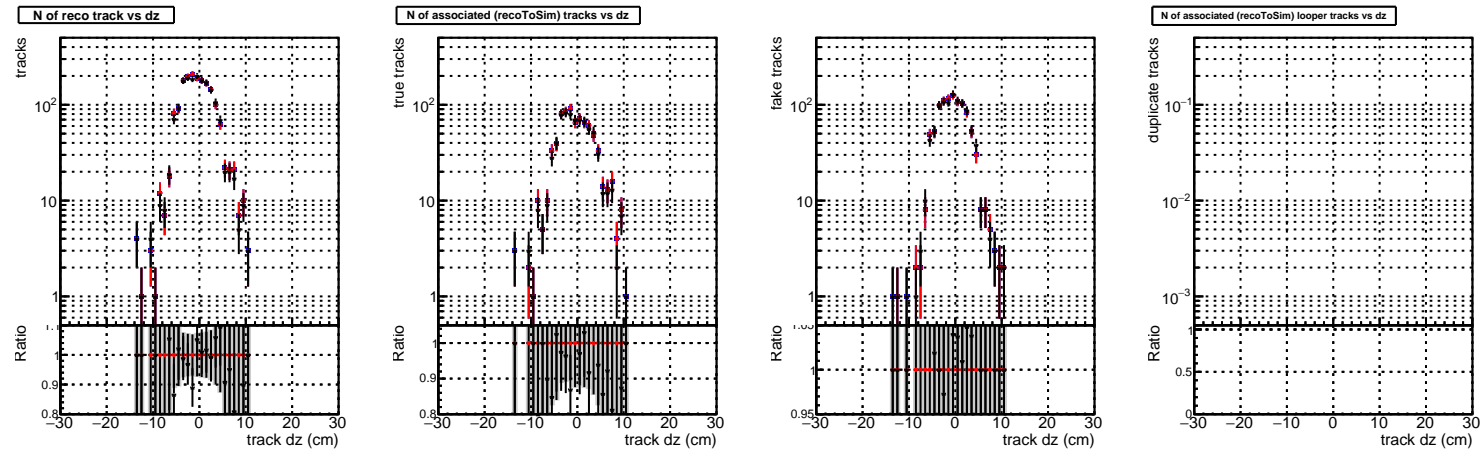 N of reco track vs dz
tracks
10²
10
1
Ratio
1.1
1
0.9
0.8
−30 −20 −10 0 10 20 30
track dz (cm)
N of associated (recoToSim) tracks vs dz
true tracks
10²
10
1
Ratio
1
0.9
0.8
−30 −20 −10 0 10 20 30
track dz (cm)
fake tracks
10²
10
1
Ratio
1.05
1
0.95
−30 −20 −10 0 10 20 30
track dz (cm)
N of associated (recoToSim) looper tracks vs dz
duplicate tracks
10⁻¹
10⁻²
10⁻³
Ratio
1
0.5
0
−30 −20 −10 0 10 20 30
track dz (cm)